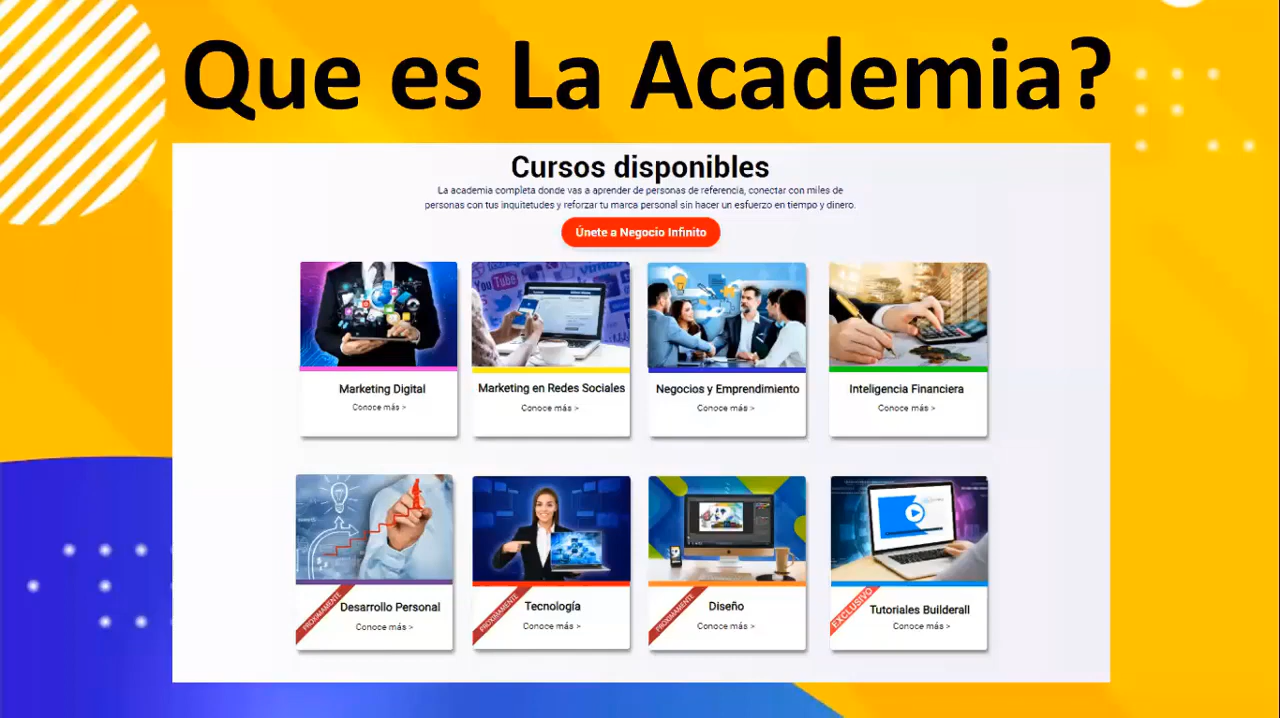 Que es La Academia?
Cursos disponibles
La academia completa donde vas a aprender de personas de referencia, conectar con miles de
personas con tus inquitetudes y reforzar tu marca personal sin hacer un esfuerzo en tiempo y dinero.
Únete a Negocio Infinito
You Tube
Marketing Digital
Conoce más >
Marketing en Redes Sociales
Conoce más >
Negocios y Emprendimiento
Conoce más >
Inteligencia Financiera
Conoce más >
PROXIMAMENTE
Desarrollo Personal
Conoce más >
PROXIMAMENTE
Tecnología
Conoce más >
PROXIMAMENTE
Diseño
Conoce más >
EXCLUSIVO
Tutoriales Builderall
Conoce más >